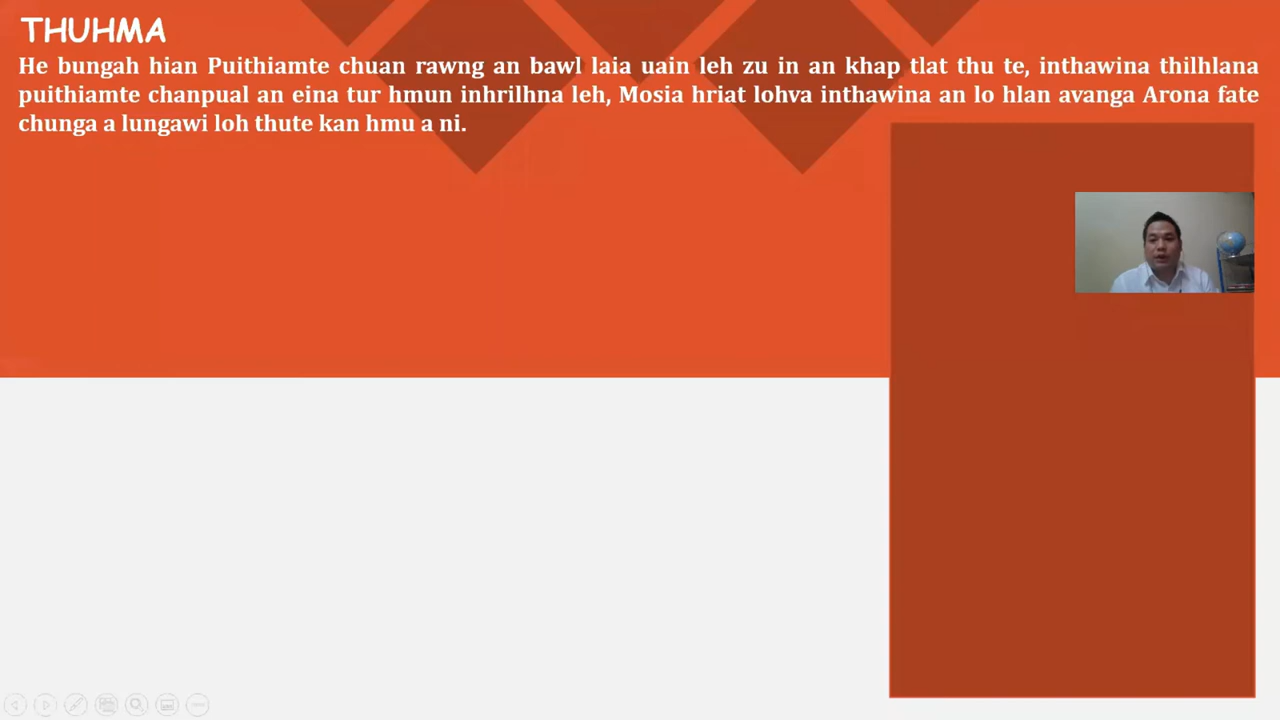 THUHMA
He bungah hian Puithiamte chuan rawng an bawl laia uain leh zu in an khap tlat thu te, inthawina thilhlana
puithiamte chanpual an eina tur hmun inhrilhna leh, Mosia hriat lohva inthawina an lo hlan avanga Arona fate
chunga a lungawi loh thute kan hmu a ni.